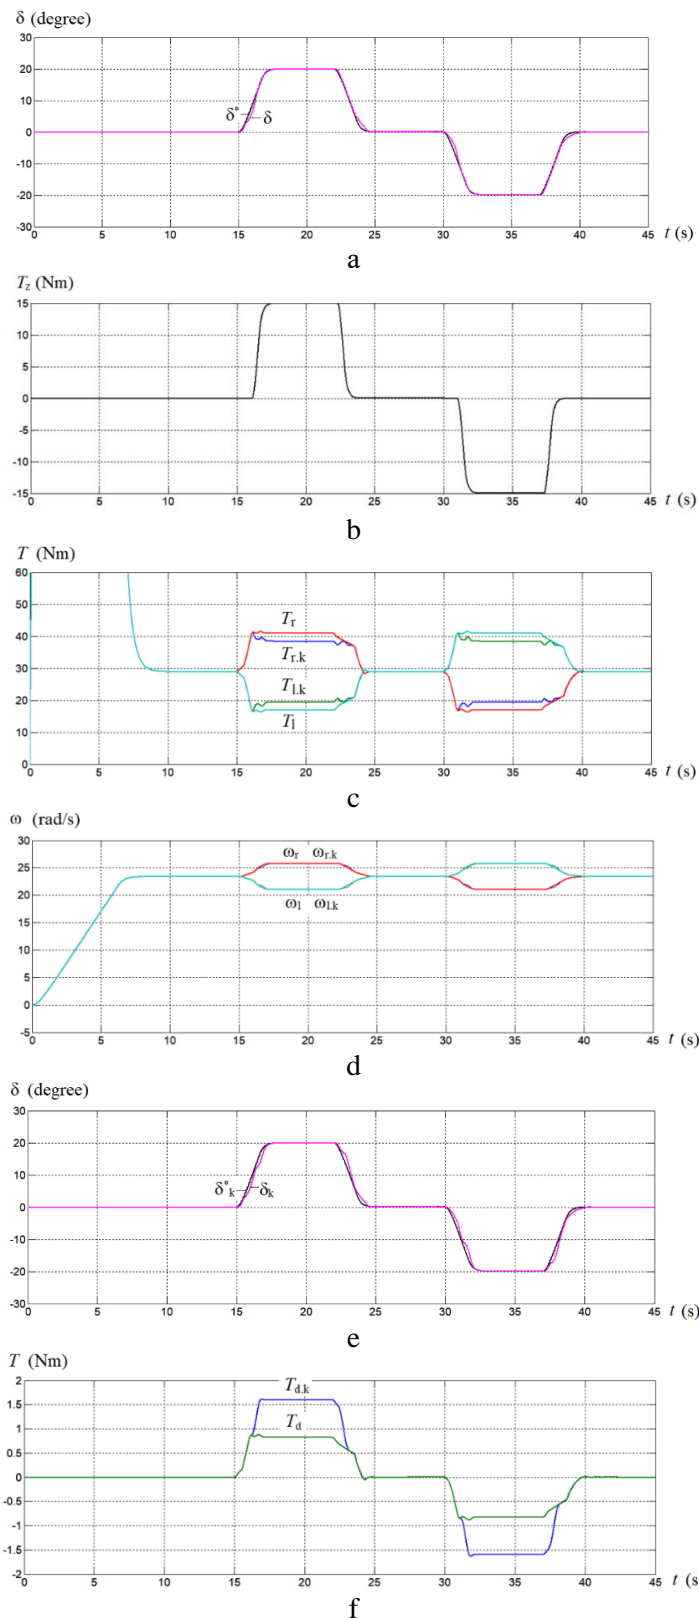 δ (degree)
30
20
10
δ* δ
0
-10
-20
-30
0 5 10 15 20 25 30 35 40 45
t (s)
a
Tz (Nm)
15
10
5
0
-5
-10
-15
0 5 10 15 20 25 30 35 40 45
t (s)
b
T (Nm)
60
50
Tr
40
Tr.k
30
Tl.k
20
Tl
10
0
0 5 10 15 20 25 30 35 40 45
t (s)
c
ω (rad/s)
30
ωr ωr.k
25
20
ωl ωl.k
15
10
5
0
-5
0 5 10 15 20 25 30 35 40 45
t (s)
d
δ (degree)
30
20
10
δ*k δk
0
-10
-20
-30
0 5 10 15 20 25 30 35 40 45
t (s)
e
T (Nm)
2
Td.k
1.5
Td
1
0.5
0
-0.5
-1
-1.5
-2
0 5 10 15 20 25 30 35 40 45
t (s
f